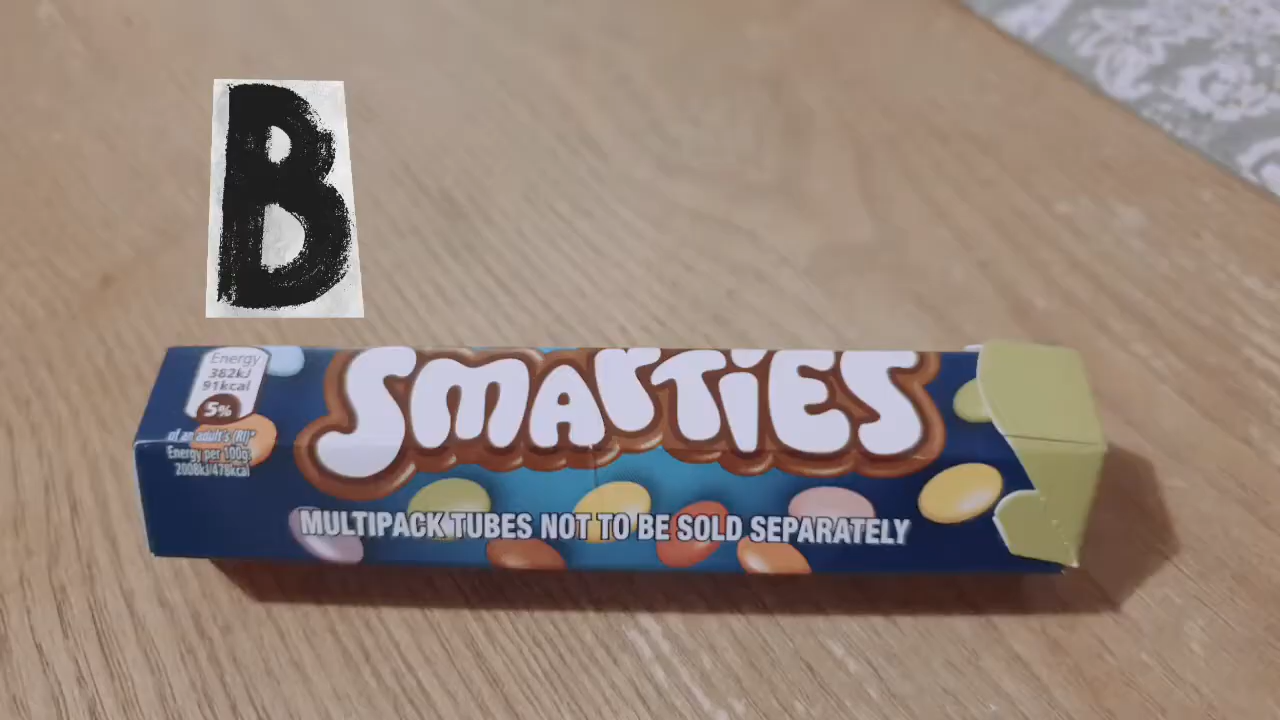 B
SMARTIES
Energy
382kJ
91kcal
5%
of an adult's (RI)*
Energy per 100g:
2008kJ/478kcal
MULTIPACK TUBES NOT TO BE SOLD SEPARATELY